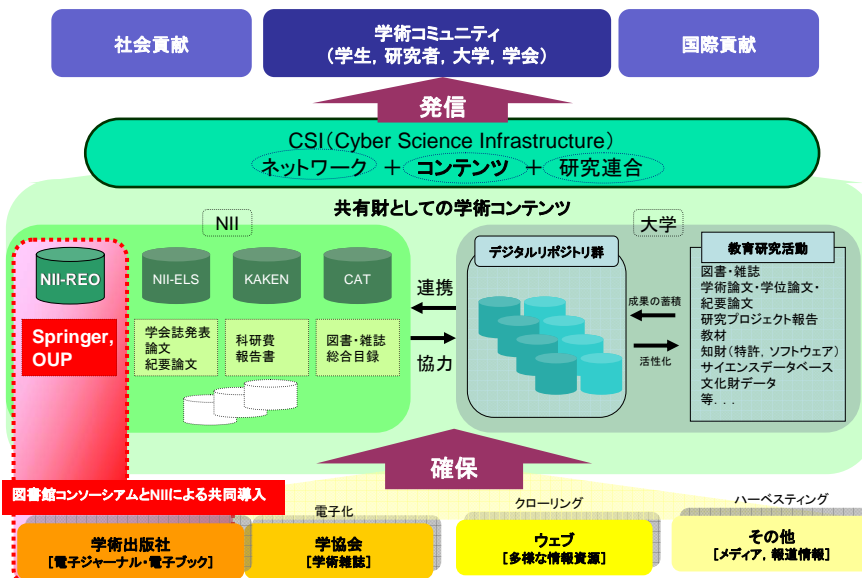 社会貢献
学術コミュニティ
(学生, 研究者, 大学, 学会)
国際貢献
発信
CSI(Cyber Science Infrastructure)
ネットワーク + コンテンツ + 研究連合
共有財としての学術コンテンツ
NII
大学
NII-REO
NII-ELS
KAKEN
CAT
Springer,
OUP
学会誌発表
論文
紀要論文
科研費
報告書
図書・雑誌
総合目録
連携
協力
デジタルリポジトリ群
成果の蓄積
活性化
教育研究活動
図書・雑誌
学術論文・学位論文・
紀要論文
研究プロジェクト報告
教材
知財(特許, ソフトウェア)
サイエンスデータベース
文化財データ
等. . .
確保
図書館コンソーシアムとNIIによる共同導入
電子化
クローリング
ハーベスティング
学術出版社
[電子ジャーナル・電子ブック]
学協会
[学術雑誌]
ウェブ
[多様な情報資源]
その他
[メディア, 報道情報]